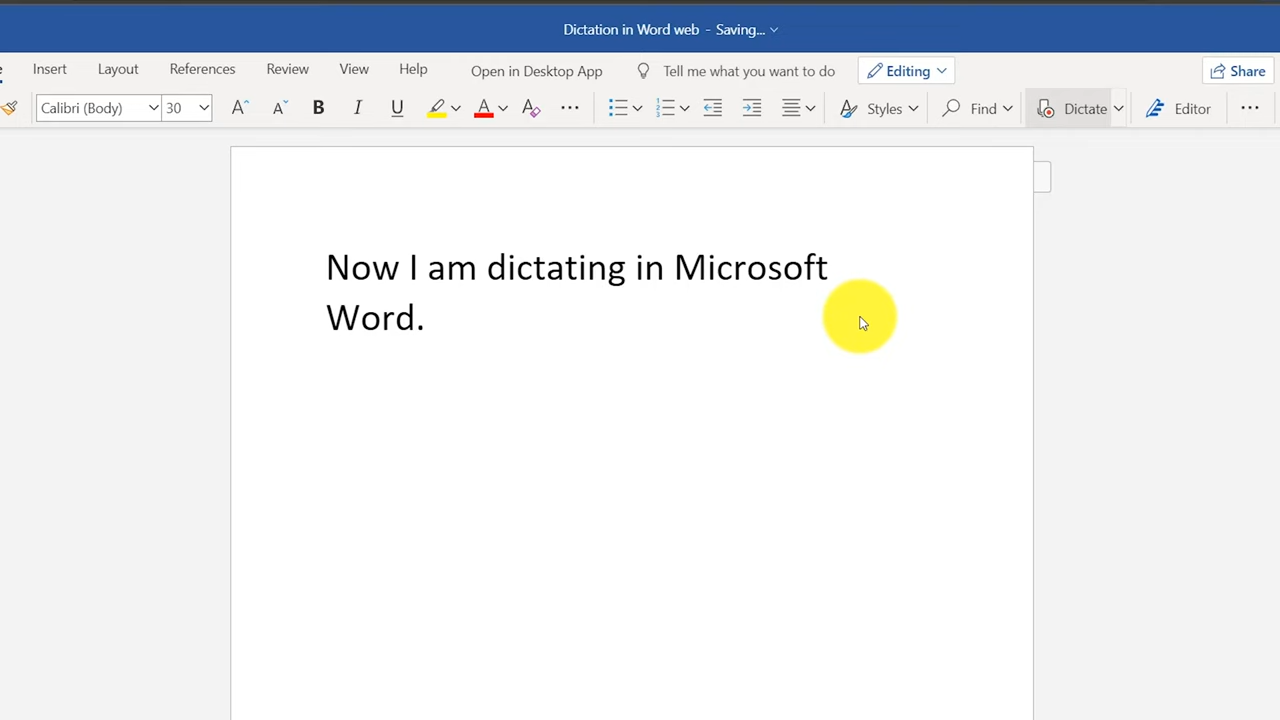 Dictation in Word web - Saving...
Insert Layout References Review View Help Open in Desktop App Tell me what you want to do Editing Share
Calibri (Body) 30 A A B I U A A Styles Find Dictate Editor
Now I am dictating in Microsoft
Word.